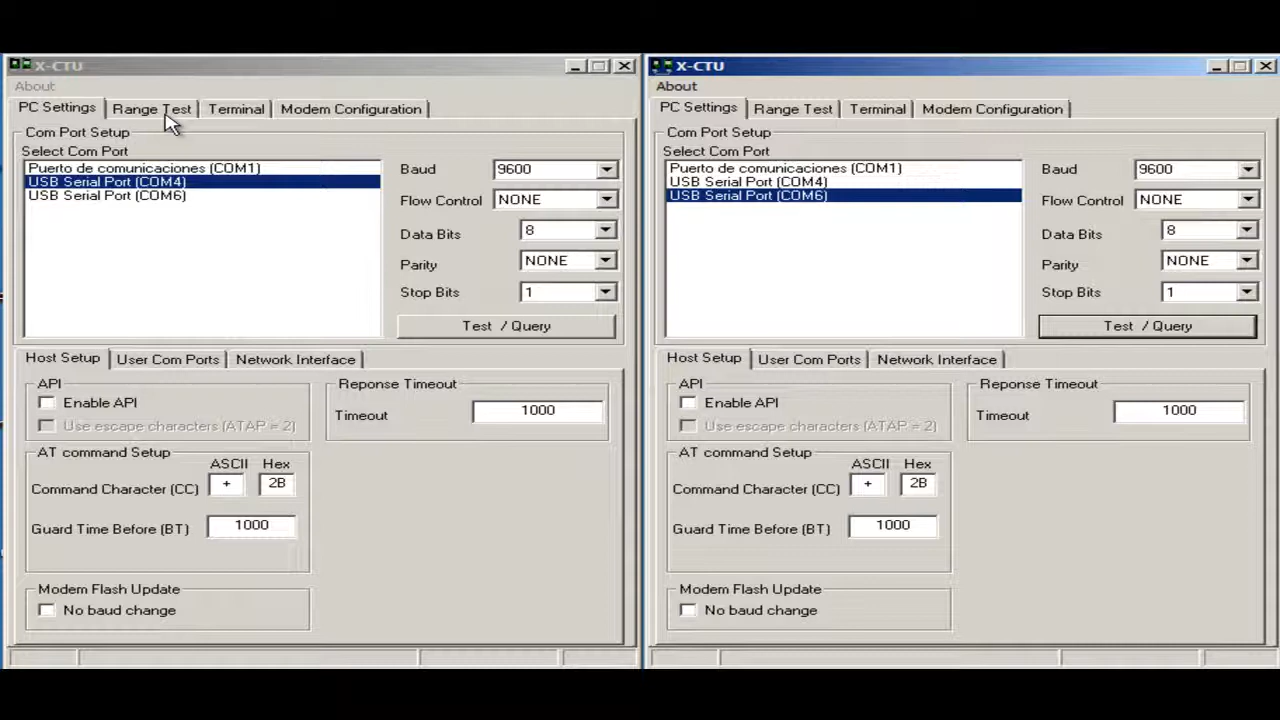 X-CTU
About
PC Settings Range Test Terminal Modem Configuration
Com Port Setup
Select Com Port
Puerto de comunicaciones (COM1)
USB Serial Port (COM4)
USB Serial Port (COM6)
Baud 9600
Flow Control NONE
Data Bits 8
Parity NONE
Stop Bits 1
Test / Query
Host Setup User Com Ports Network Interface
API
Enable API
Use escape characters (ATAP = 2)
Reponse Timeout
Timeout 1000
AT command Setup
ASCII Hex
Command Character (CC) + 2B
Guard Time Before (BT) 1000
Modem Flash Update
No baud change
X-CTU
About
PC Settings Range Test Terminal Modem Configuration
Com Port Setup
Select Com Port
Puerto de comunicaciones (COM1)
USB Serial Port (COM4)
USB Serial Port (COM6)
Baud 9600
Flow Control NONE
Data Bits 8
Parity NONE
Stop Bits 1
Test / Query
Host Setup User Com Ports Network Interface
API
Enable API
Use escape characters (ATAP = 2)
Reponse Timeout
Timeout 1000
AT command Setup
ASCII Hex
Command Character (CC) + 2B
Guard Time Before (BT) 1000
Modem Flash Update
No baud change